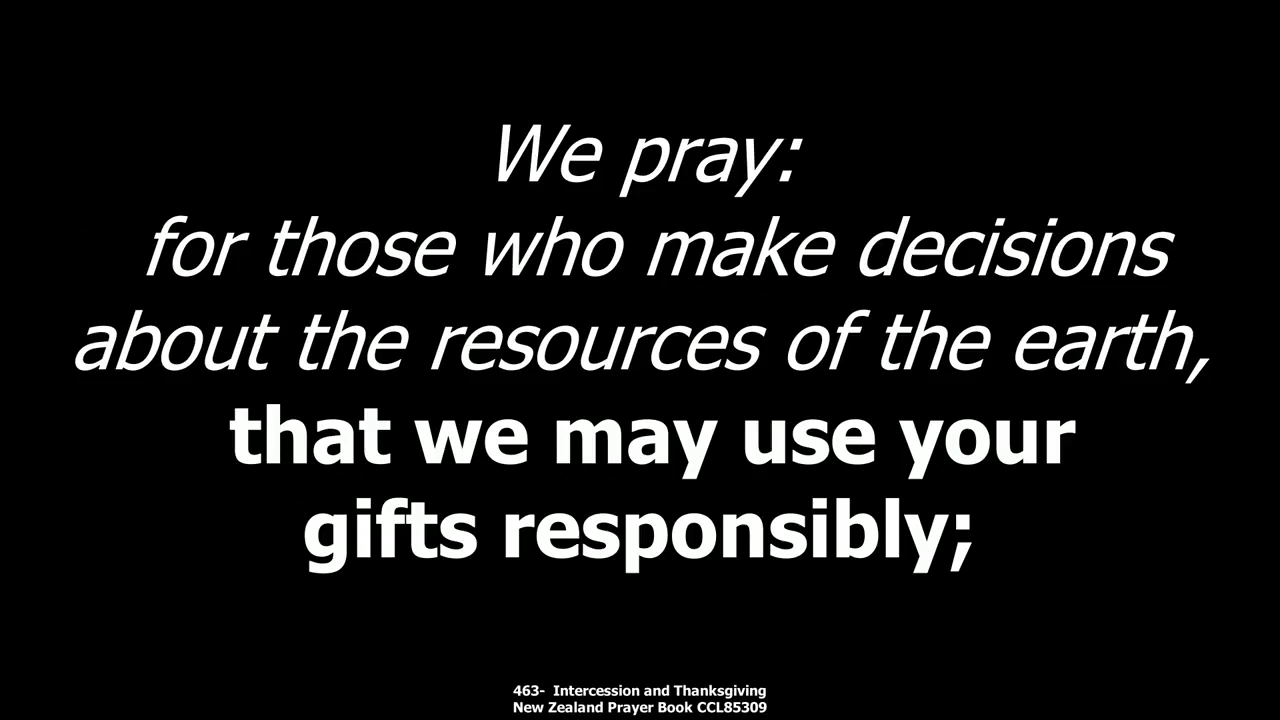 We pray:
for those who make decisions
about the resources of the earth,
that we may use your
gifts responsibly;
463-  Intercession and Thanksgiving
New Zealand Prayer Book CCL85309